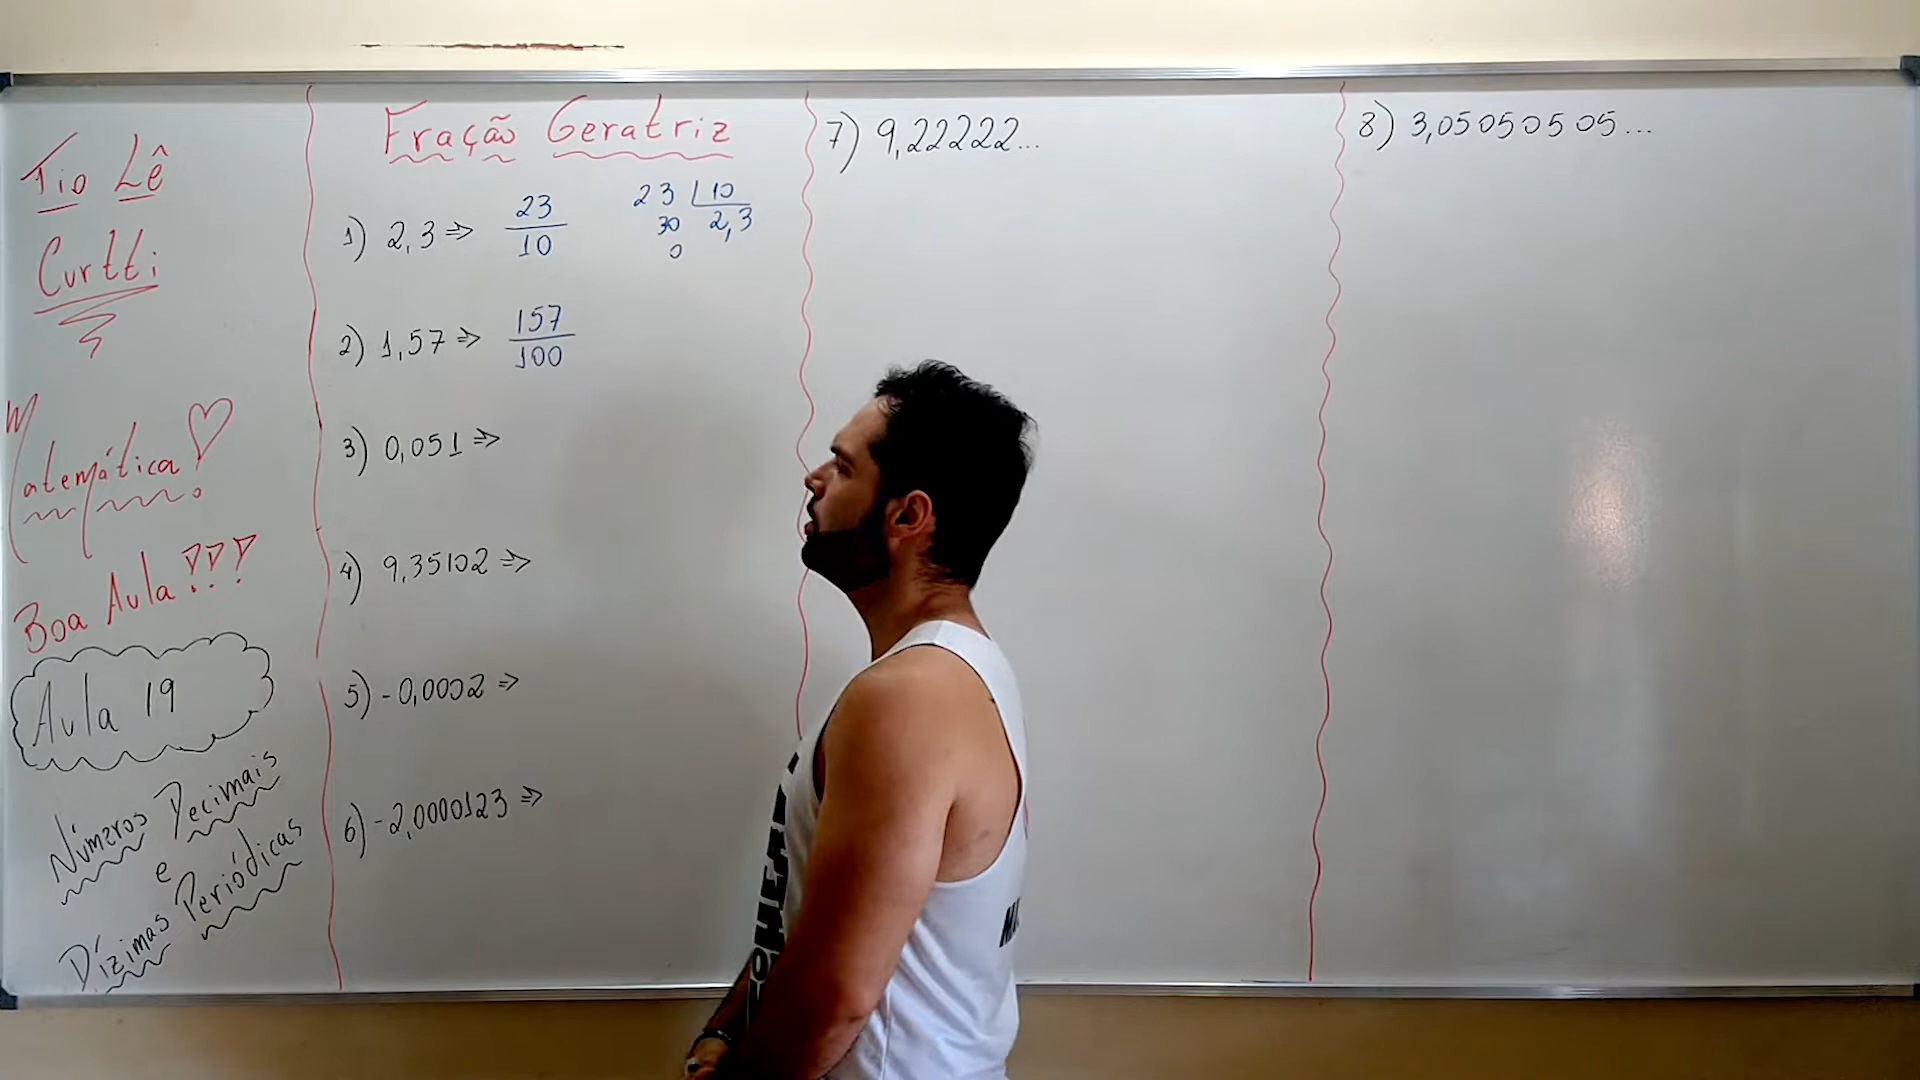 Tio Lê
Curtti
Matemática
Boa Aula!!!
Aula 19
Números Decimais
e
Dízimas Periódicas
Fração Geratriz
1) 2,3 ⇒ 23/10
23 | 10
30 2,3
0
2) 1,57 ⇒ 157/100
3) 0,051 ⇒
4) 9,35102 ⇒
5) -0,0002 ⇒
6) -2,0000123 ⇒
7) 9,22222...
8) 3,05050505...